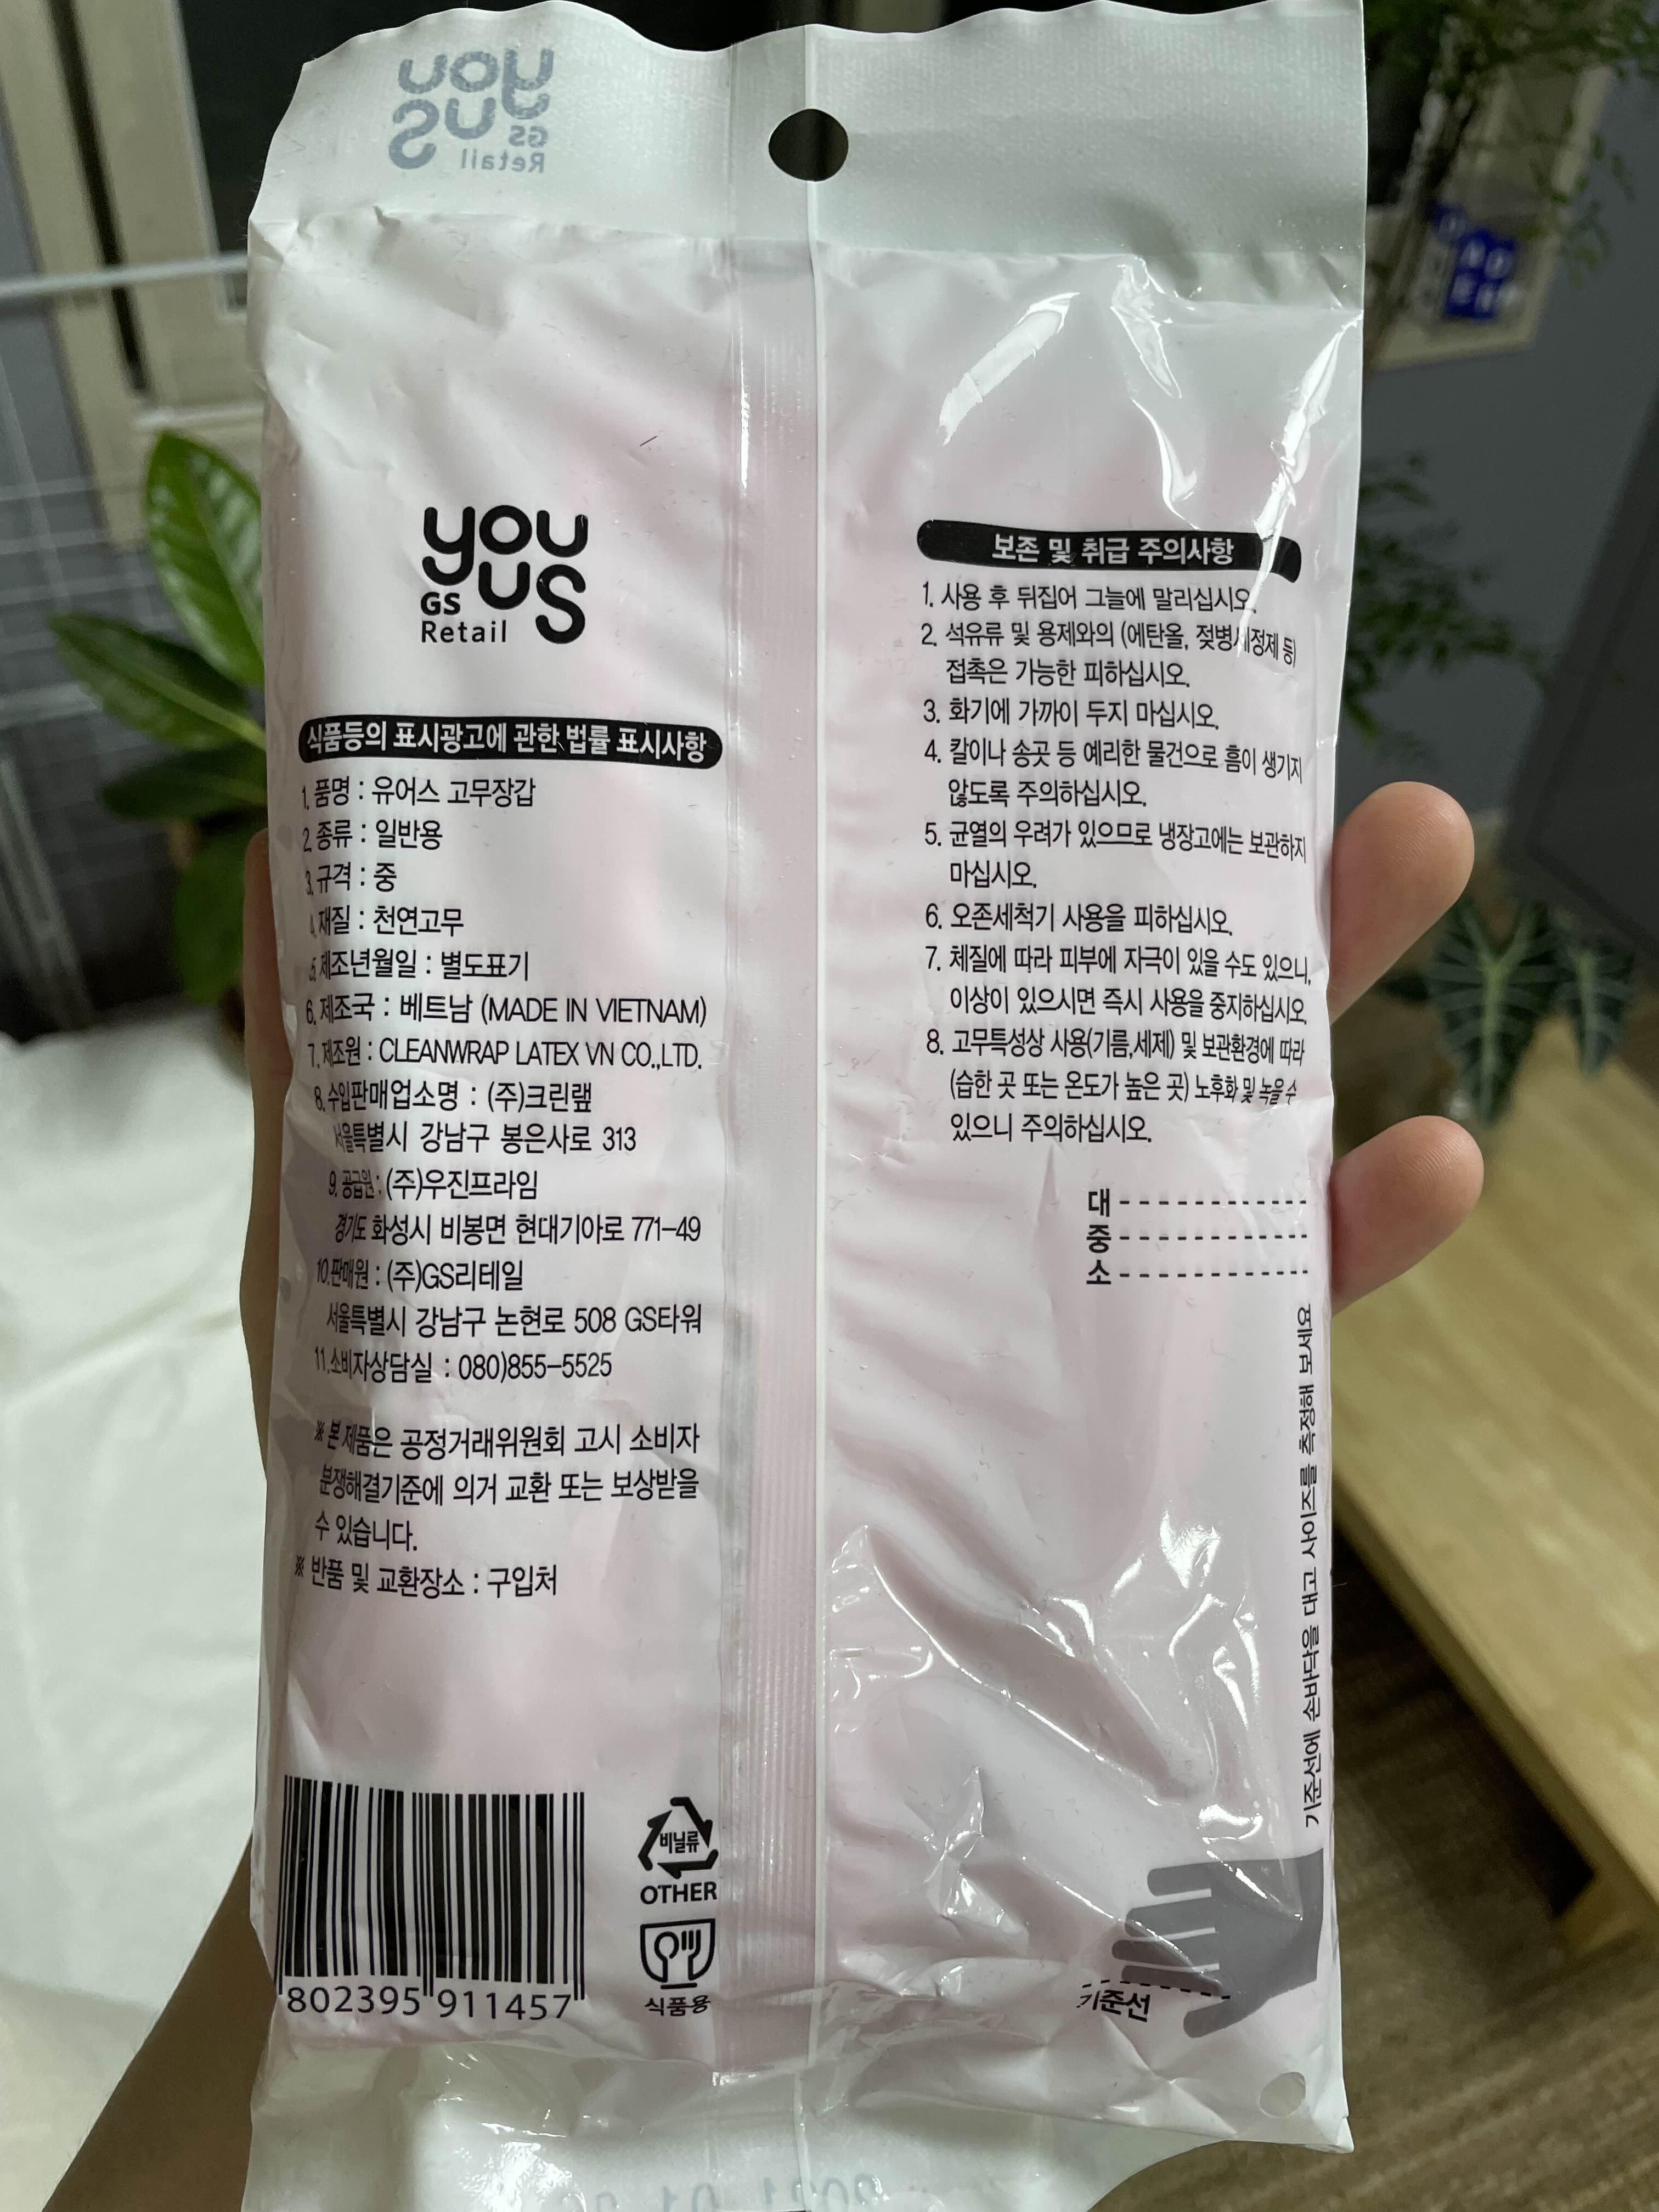 you
us
GS
Retail
you
us
GS
Retail
식품등의 표시광고에 관한 법률 표시사항
1. 품명 : 유어스 고무장갑
2. 종류 : 일반용
3. 규격 : 중
4. 재질 : 천연고무
5. 제조년월일 : 별도표기
6. 제조국 : 베트남 (MADE IN VIETNAM)
7. 제조원 : CLEANWRAP LATEX VN CO.,LTD.
8. 수입판매업소명 : (주)크린랲
서울특별시 강남구 봉은사로 313
9. 공급원 : (주)우진프라임
경기도 화성시 비봉면 현대기아로 771-49
10. 판매원 : (주)GS리테일
서울특별시 강남구 논현로 508 GS타워
11. 소비자상담실 : 080)855-5525
※ 본 제품은 공정거래위원회 고시 소비자
분쟁해결기준에 의거 교환 또는 보상받을
수 있습니다.
※ 반품 및 교환장소 : 구입처
802395 911457
비닐류
OTHER
식품용
보존 및 취급 주의사항
1. 사용 후 뒤집어 그늘에 말리십시오.
2. 석유류 및 용제와의 (에탄올, 젖병세정제 등)
접촉은 가능한 피하십시오.
3. 화기에 가까이 두지 마십시오.
4. 칼이나 송곳 등 예리한 물건으로 흠이 생기지
않도록 주의하십시오.
5. 균열의 우려가 있으므로 냉장고에는 보관하지
마십시오.
6. 오존세척기 사용을 피하십시오.
7. 체질에 따라 피부에 자극이 있을 수도 있으니,
이상이 있으시면 즉시 사용을 중지하십시오.
8. 고무특성상 사용(기름,세제) 및 보관환경에 따라
(습한 곳 또는 온도가 높은 곳) 노후화 및 녹을 수
있으니 주의하십시오.
대
중
소
기준선에 손바닥을 대고 사이즈를 측정해 보세요
기준선